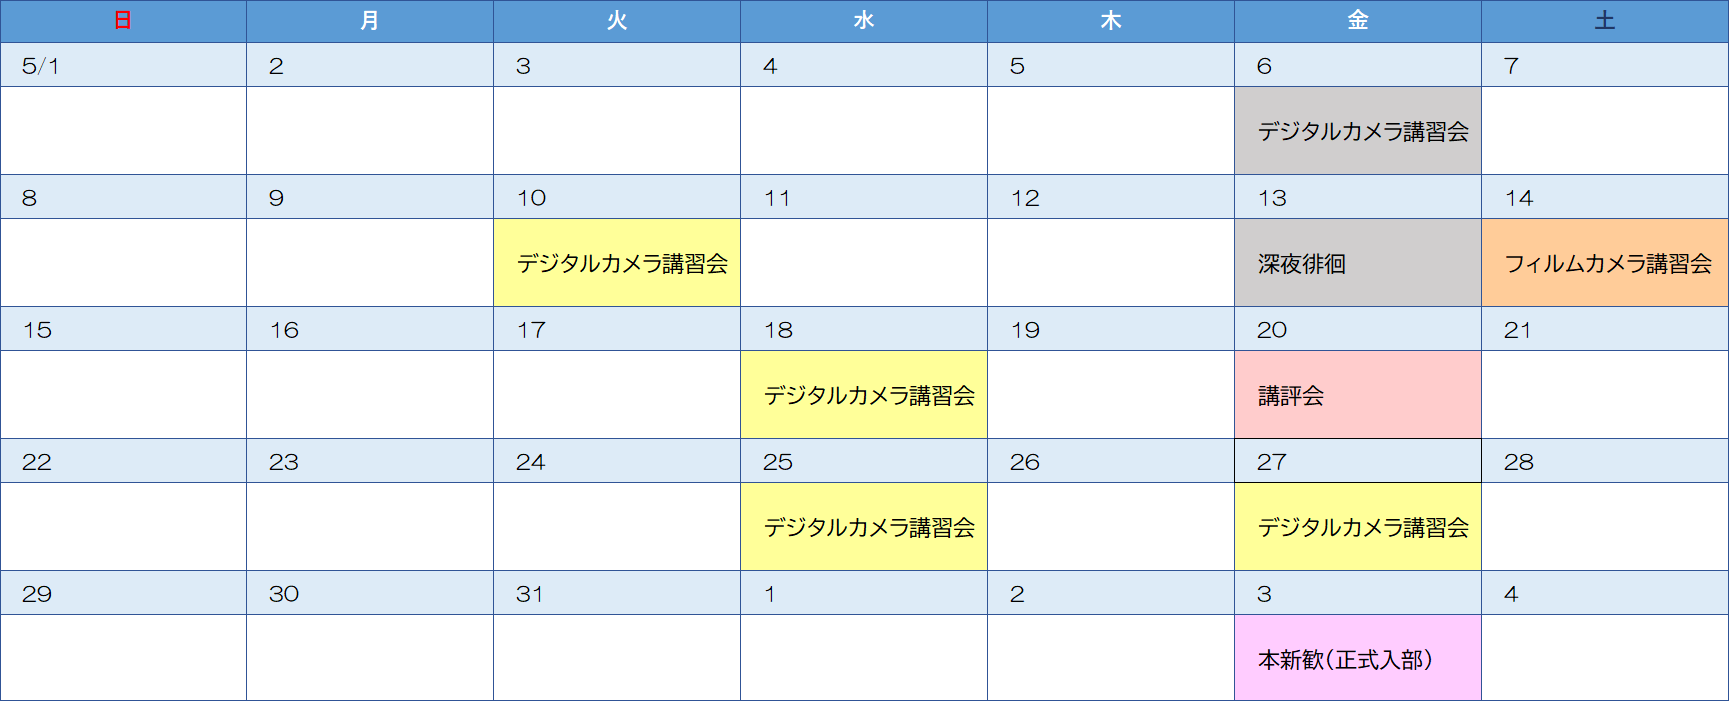 日 月 火 水 木 金 土
5/1 2 3 4 5 6 7
デジタルカメラ講習会
8 9 10 11 12 13 14
デジタルカメラ講習会 深夜徘徊 フィルムカメラ講習会
15 16 17 18 19 20 21
デジタルカメラ講習会 講評会
22 23 24 25 26 27 28
デジタルカメラ講習会 デジタルカメラ講習会
29 30 31 1 2 3 4
本新歓（正式入部）